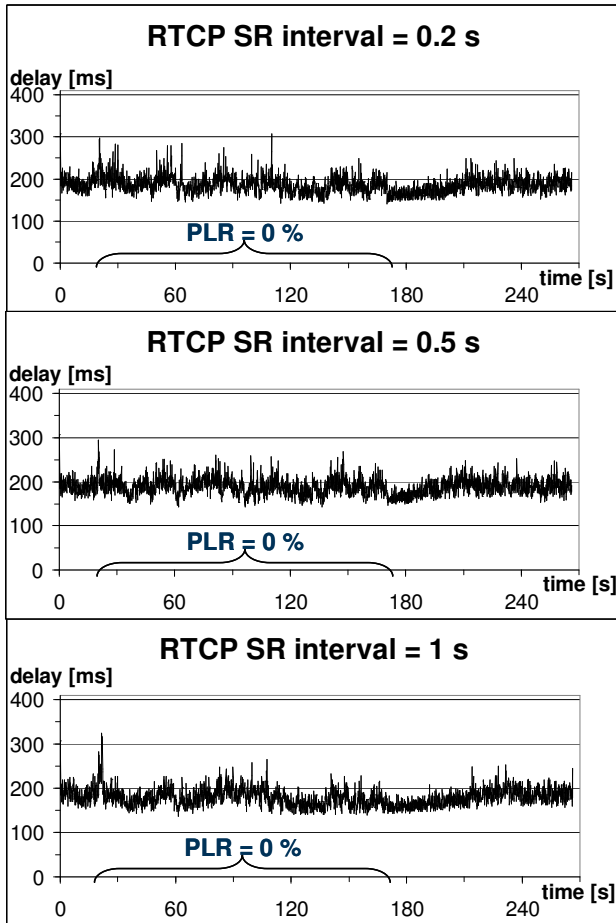 RTCP SR interval = 0.2 s
delay [ms]
400
300
200
100
0
PLR = 0 %
time [s]
0 60 120 180 240
RTCP SR interval = 0.5 s
delay [ms]
400
300
200
100
0
PLR = 0 %
time [s]
0 60 120 180 240
RTCP SR interval = 1 s
delay [ms]
400
300
200
100
0
PLR = 0 %
time [s]
0 60 120 180 240